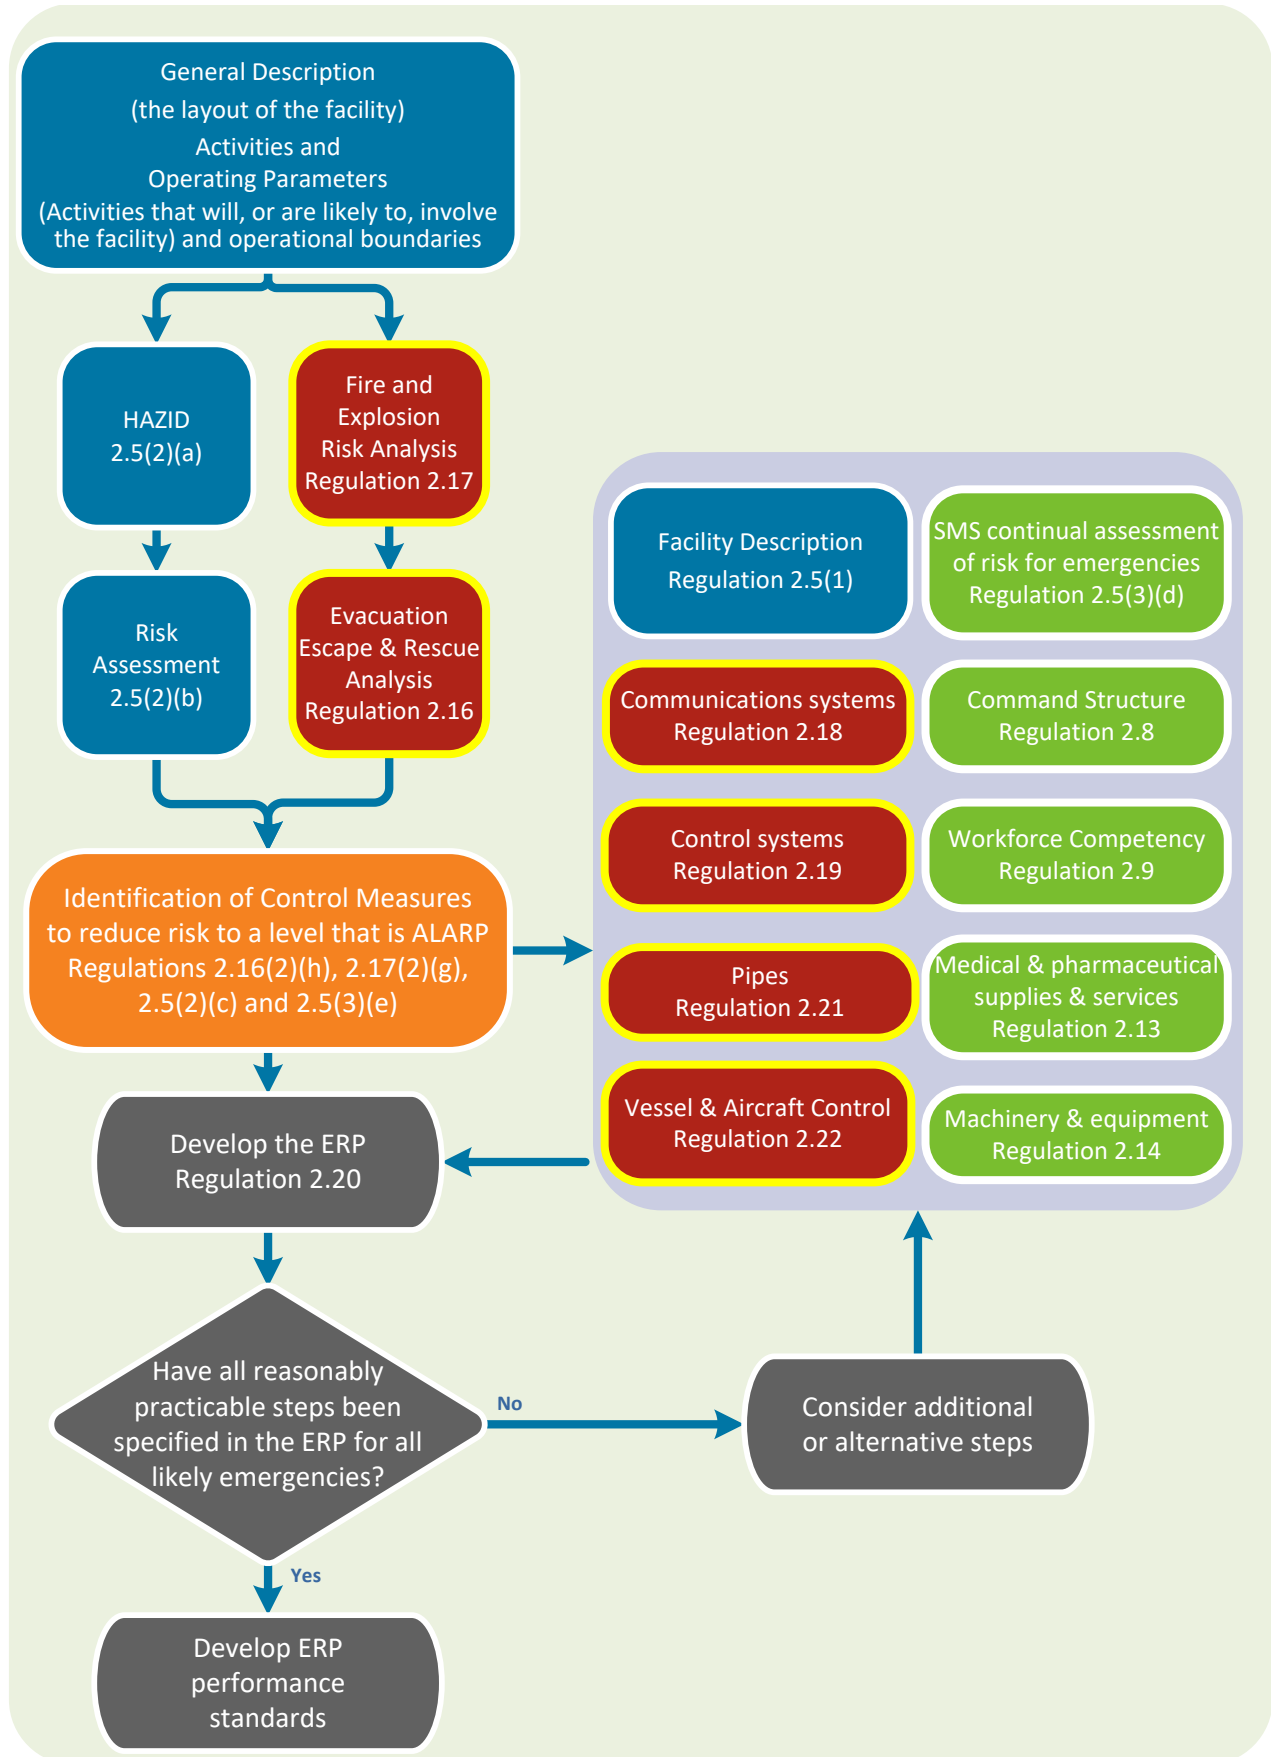 General Description
(the layout of the facility)
Activities and
Operating Parameters
(Activities that will, or are likely to, involve
the facility) and operational boundaries
HAZID
2.5(2)(a)
Fire and
Explosion
Risk Analysis
Regulation 2.17
Risk
Assessment
2.5(2)(b)
Evacuation
Escape & Rescue
Analysis
Regulation 2.16
Identification of Control Measures
to reduce risk to a level that is ALARP
Regulations 2.16(2)(h), 2.17(2)(g),
2.5(2)(c) and 2.5(3)(e)
Facility Description
Regulation 2.5(1)
SMS continual assessment
of risk for emergencies
Regulation 2.5(3)(d)
Communications systems
Regulation 2.18
Command Structure
Regulation 2.8
Control systems
Regulation 2.19
Workforce Competency
Regulation 2.9
Pipes
Regulation 2.21
Medical & pharmaceutical
supplies & services
Regulation 2.13
Vessel & Aircraft Control
Regulation 2.22
Machinery & equipment
Regulation 2.14
Develop the ERP
Regulation 2.20
Have all reasonably
practicable steps been
specified in the ERP for all
likely emergencies?
No
Consider additional
or alternative steps
Yes
Develop ERP
performance
standards